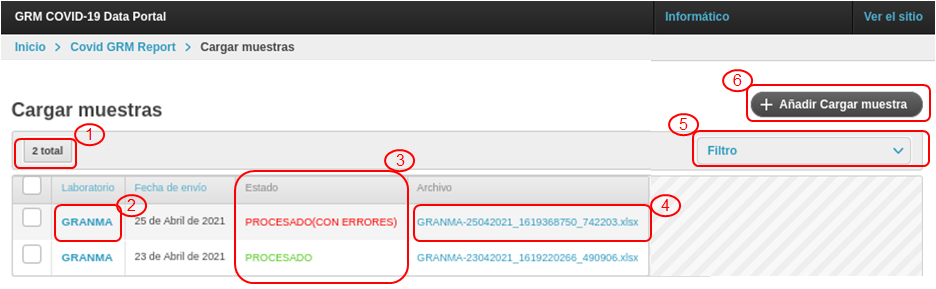 GRM COVID-19 Data Portal Informático Ver el sitio
Inicio > Covid GRM Report > Cargar muestras
6
Cargar muestras + Añadir Cargar muestra
1 5
2 total Filtro
3
Laboratorio Fecha de envío Estado Archivo
2 4
GRANMA 25 de Abril de 2021 PROCESADO(CON ERRORES) GRANMA-25042021_1619368750_742203.xlsx
GRANMA 23 de Abril de 2021 PROCESADO GRANMA-23042021_1619220266_490906.xlsx